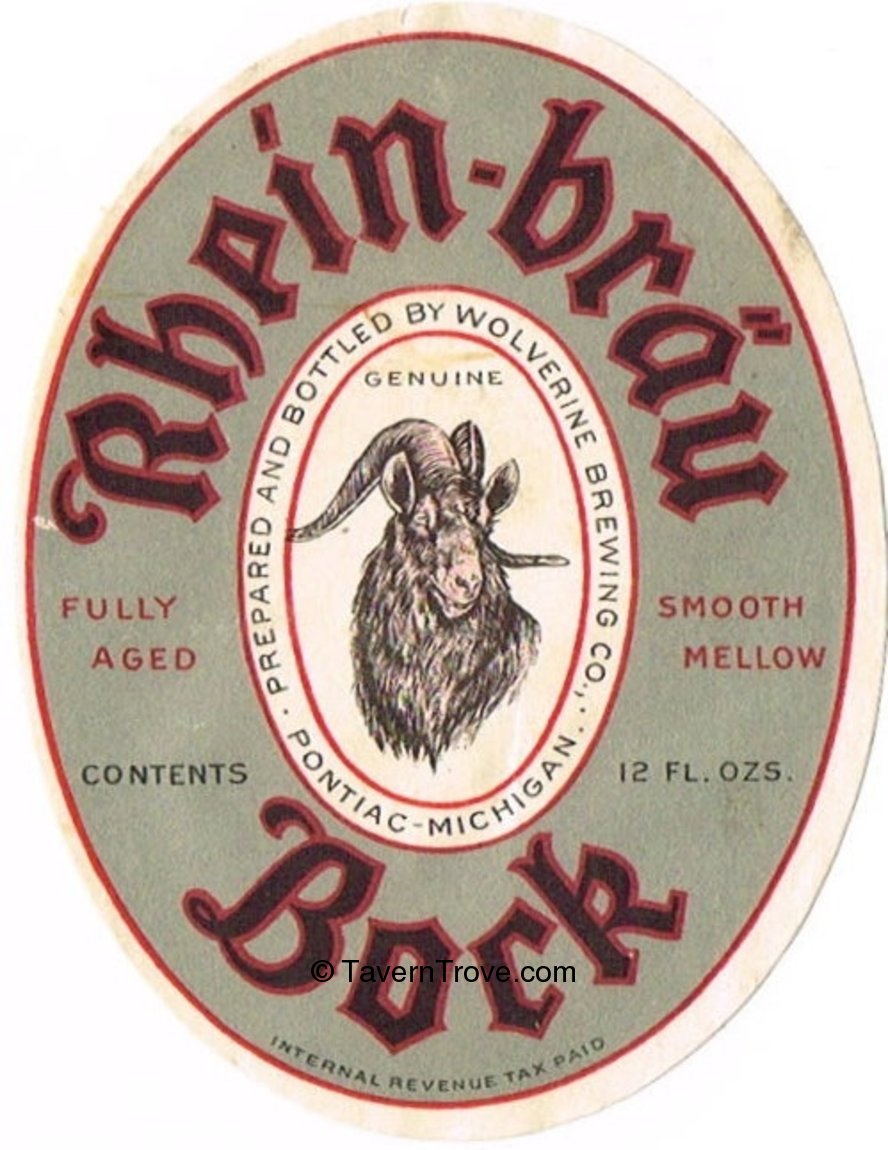 Rhein-bräu
PREPARED AND BOTTLED BY WOLVERINE BREWING CO.,
GENUINE
FULLY
AGED
SMOOTH
MELLOW
CONTENTS
12 FL. OZS.
PONTIAC-MICHIGAN.
Bock
© TavernTrove.com
INTERNAL REVENUE TAX PAID